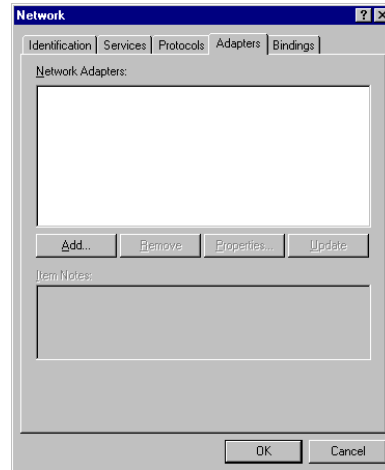 Network
Identification Services Protocols Adapters Bindings
Network Adapters:
Add... Remove Properties... Update
Item Notes:
OK Cancel